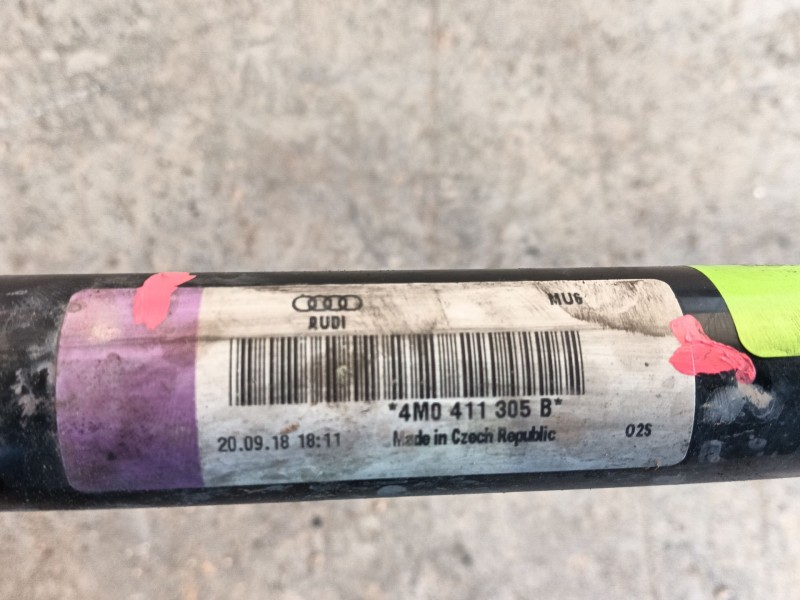 AUDI
MU6
*4M0 411 305 B*
20.09.18 18:11
Made in Czech Republic
02S